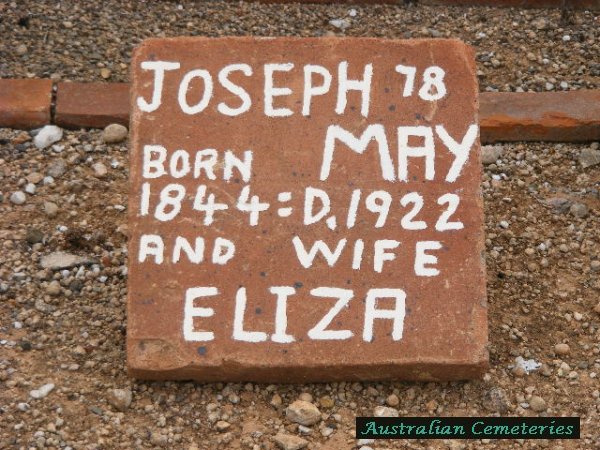 JOSEPH 78
MAY
BORN
1844=D.1922
AND WIFE
ELIZA
Australian Cemeteries